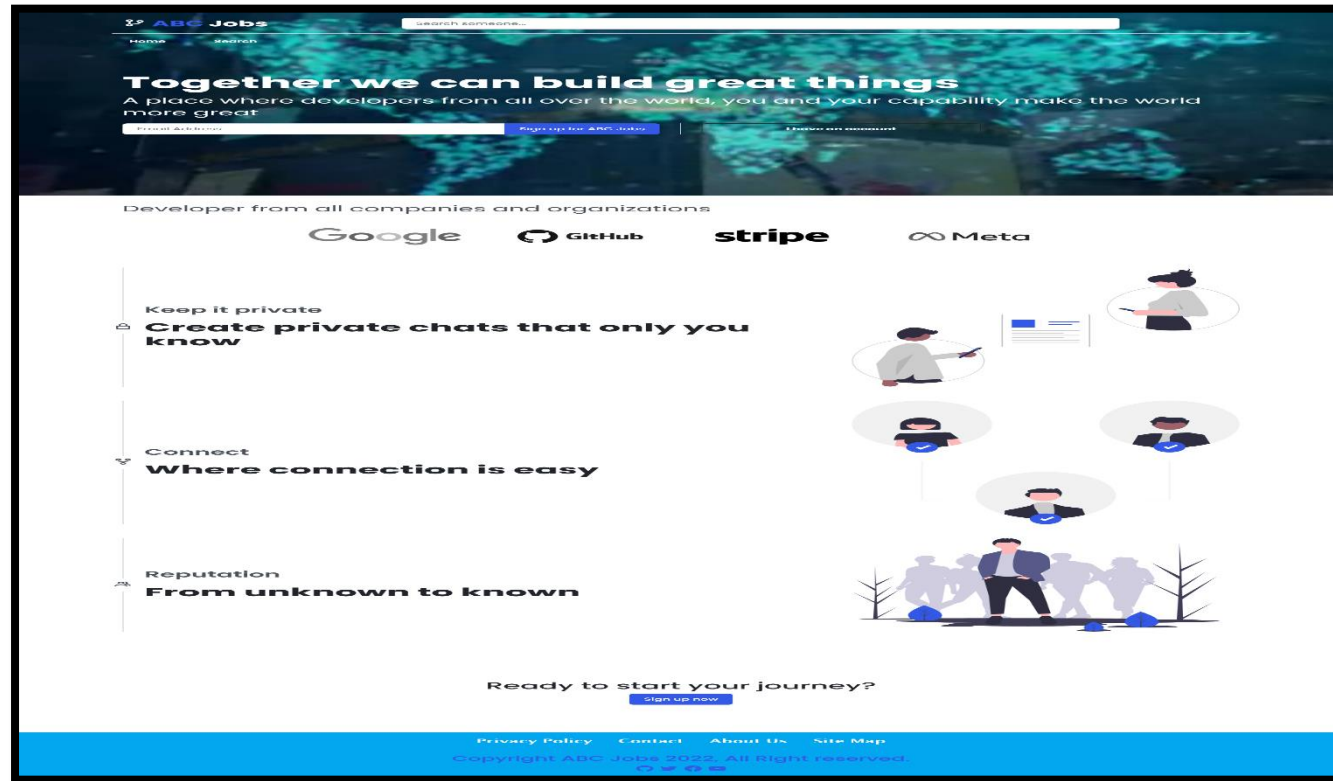 ABC Jobs
Search someone...
Home Search
Together we can build great things
A place where developers from all over the world, you and your capability make the world
more great
Email Address Sign up for ABC Jobs I have an account
Developer from all companies and organizations
Google GitHub stripe Meta
Keep it private
Create private chats that only you
know
Connect
Where connection is easy
Reputation
From unknown to known
Ready to start your journey?
Sign up now
Privacy Policy Contact About Us Site Map
Copyright ABC Jobs 2022, All Right reserved.